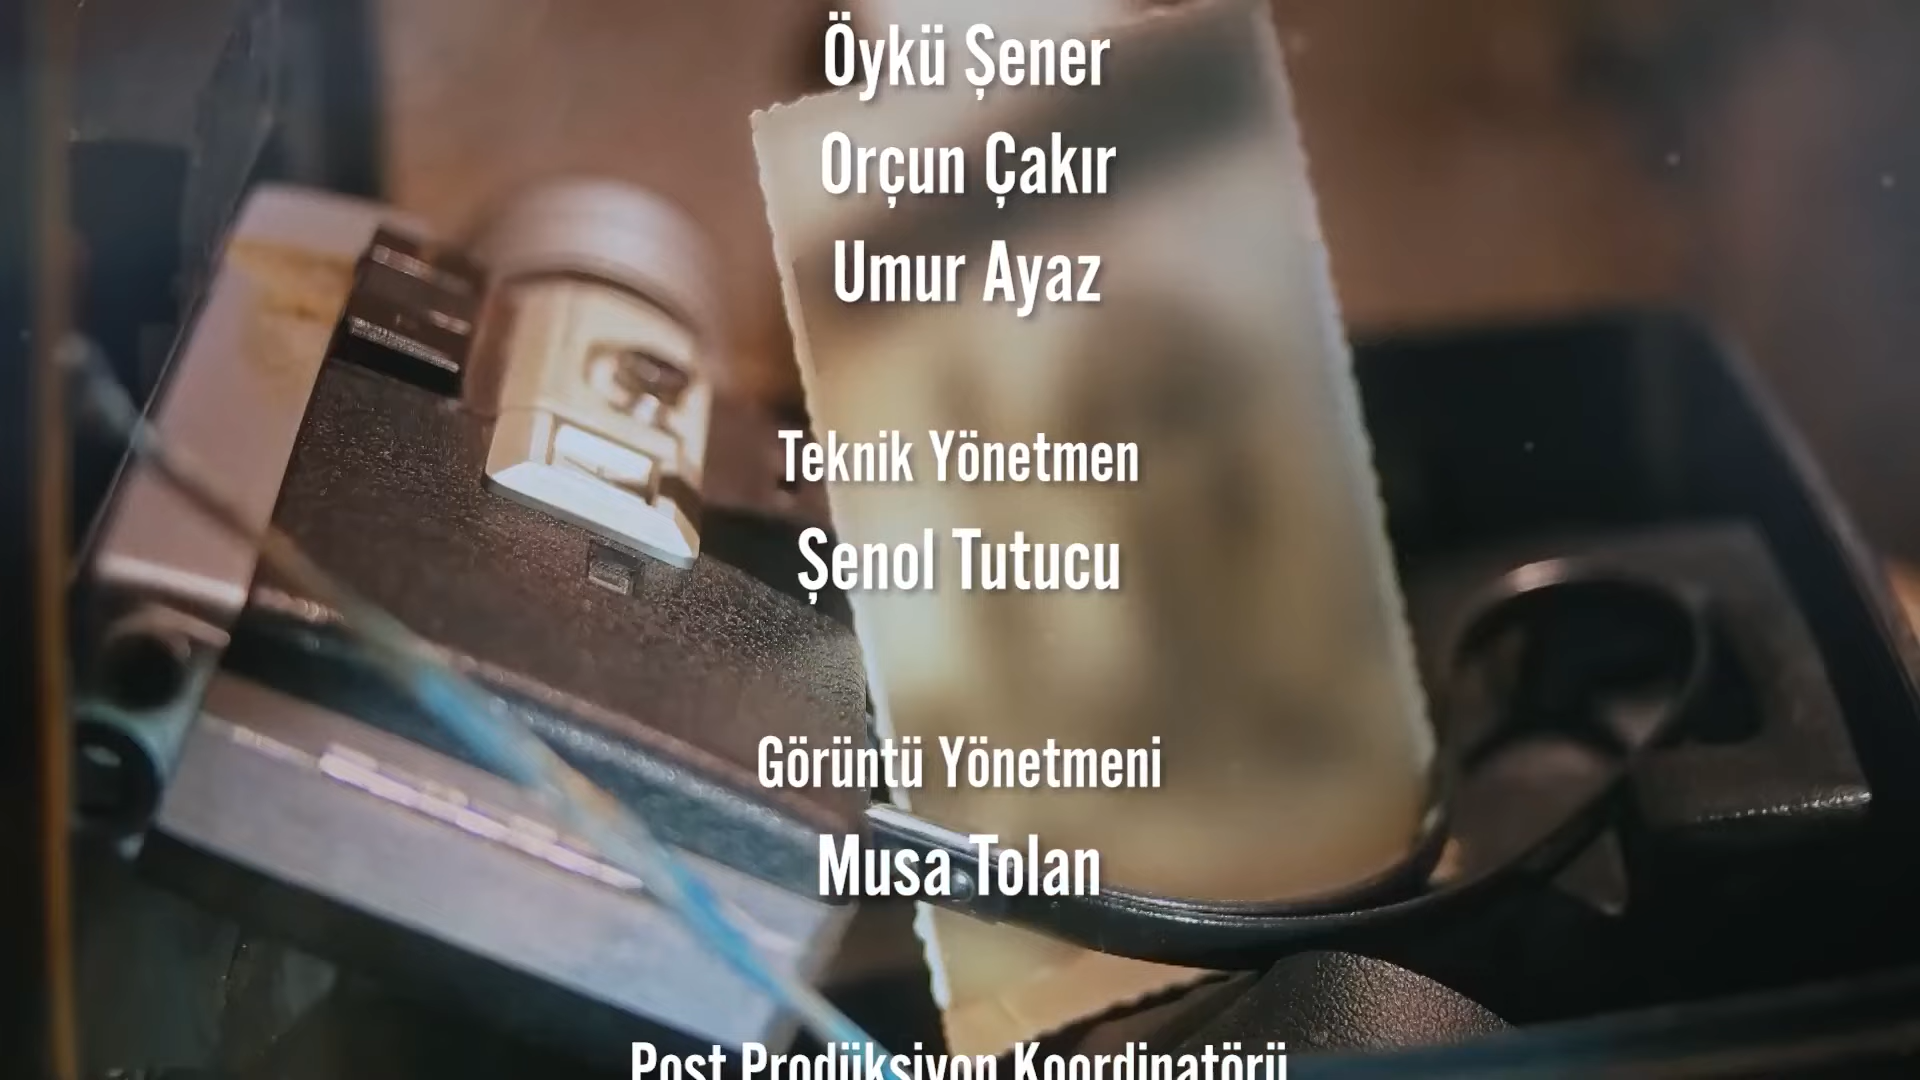 Öykü Şener
Orçun Çakır
Umur Ayaz
Teknik Yönetmen
Şenol Tutucu
Görüntü Yönetmeni
Musa Tolan
Post Prodüksiyon Koordinatörü